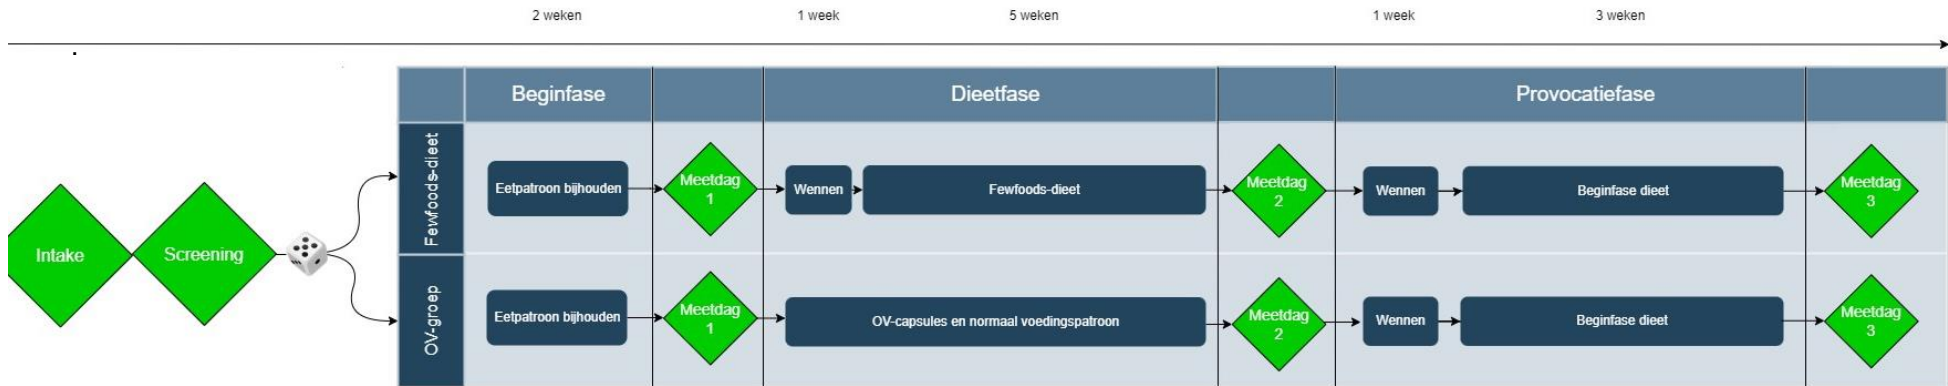 2 weken
1 week
5 weken
1 week
3 weken
.
Beginfase
Dieetfase
Provocatiefase
Intake
Screening
Fewfoods-dieet
Eetpatroon bijhouden
Meetdag
1
Wennen
Fewfoods-dieet
Meetdag
2
Wennen
Beginfase dieet
Meetdag
3
OV-groep
Eetpatroon bijhouden
Meetdag
1
OV-capsules en normaal voedingspatroon
Meetdag
2
Wennen
Beginfase dieet
Meetdag
3